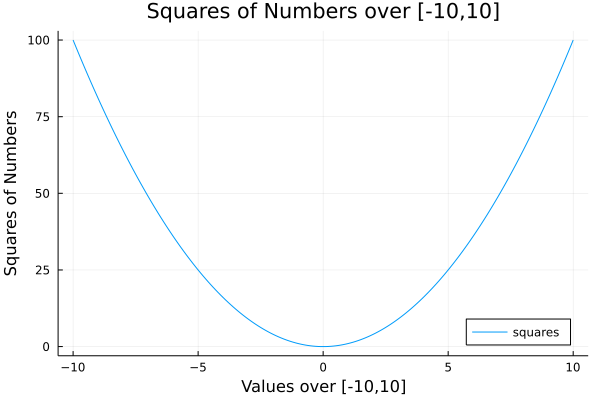 Squares of Numbers over [-10,10]
100
75
50
25
0
Squares of Numbers
squares
−10 −5 0 5 10
Values over [-10,10]